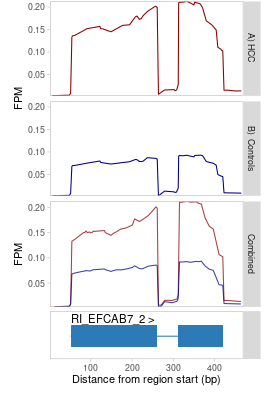 0.20
0.15
0.10
0.05
FPM
A) HCC
0.20
0.15
0.10
0.05
B) Controls
0.20
0.15
0.10
0.05
FPM
Combined
RI_EFCAB7_2 >
100 200 300 400
Distance from region start (bp)